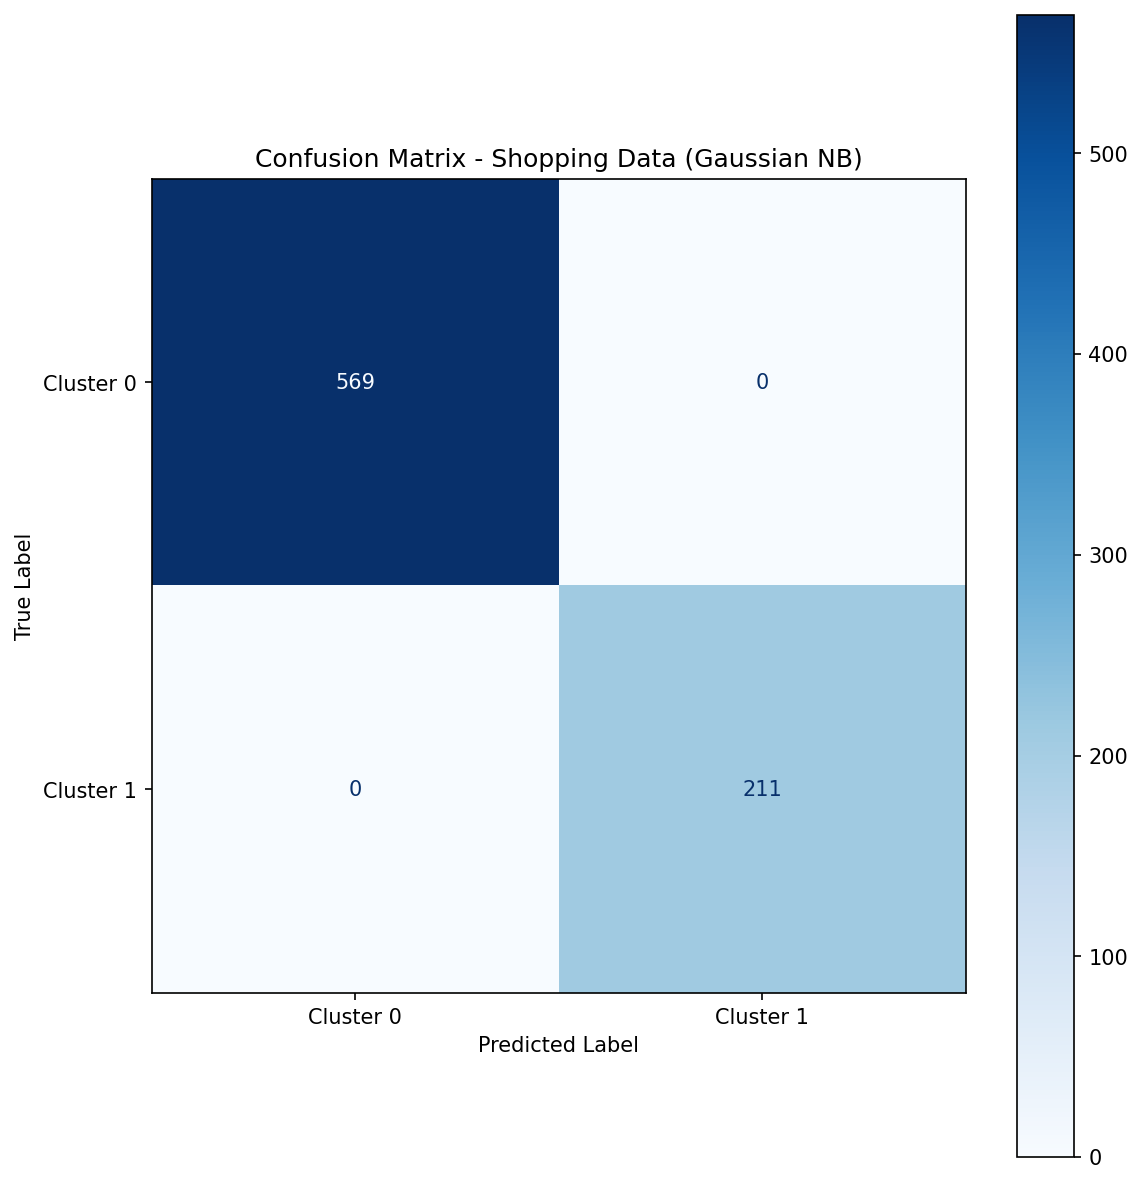 Confusion Matrix - Shopping Data (Gaussian NB)
500
400
300
200
100
0
True Label
Cluster 0
569
0
Cluster 1
0
211
Cluster 0
Cluster 1
Predicted Label